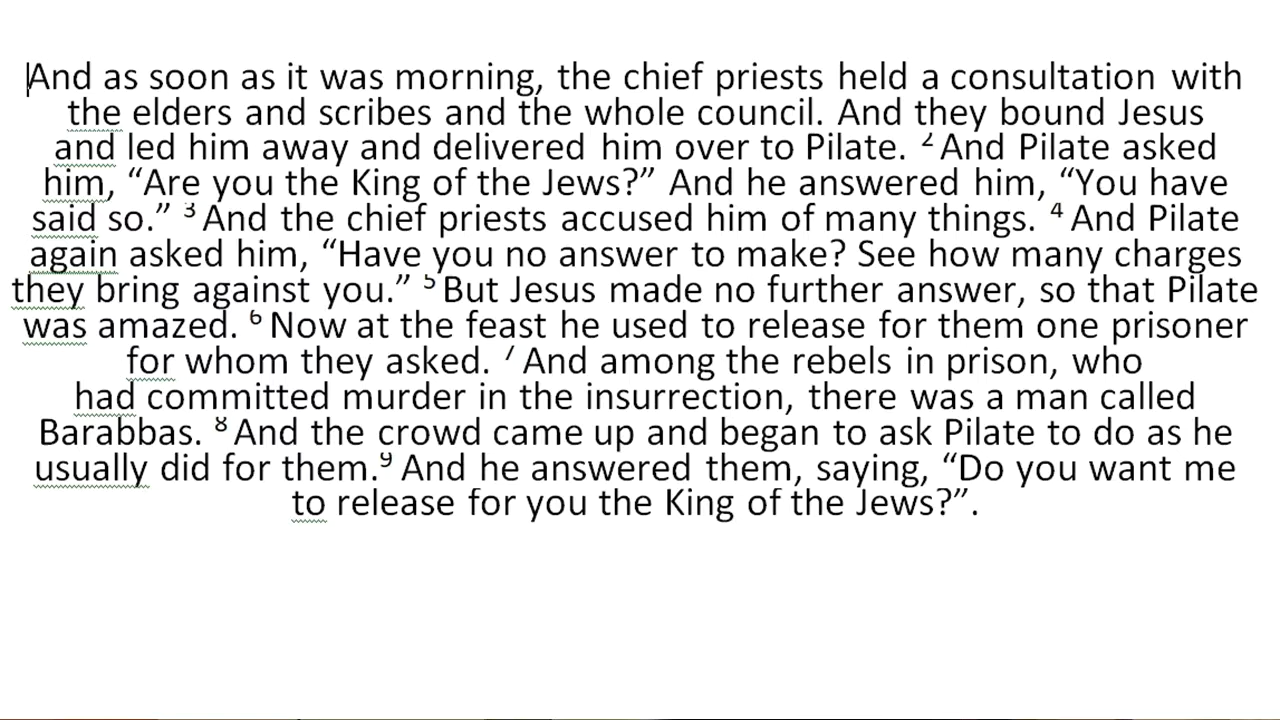 And as soon as it was morning, the chief priests held a consultation with
the elders and scribes and the whole council. And they bound Jesus
and led him away and delivered him over to Pilate. ² And Pilate asked
him, “Are you the King of the Jews?” And he answered him, “You have
said so.” ³ And the chief priests accused him of many things. ⁴ And Pilate
again asked him, “Have you no answer to make? See how many charges
they bring against you.” ⁵ But Jesus made no further answer, so that Pilate
was amazed. ⁶ Now at the feast he used to release for them one prisoner
for whom they asked. ⁷ And among the rebels in prison, who
had committed murder in the insurrection, there was a man called
Barabbas. ⁸ And the crowd came up and began to ask Pilate to do as he
usually did for them.⁹ And he answered them, saying, “Do you want me
to release for you the King of the Jews?”.